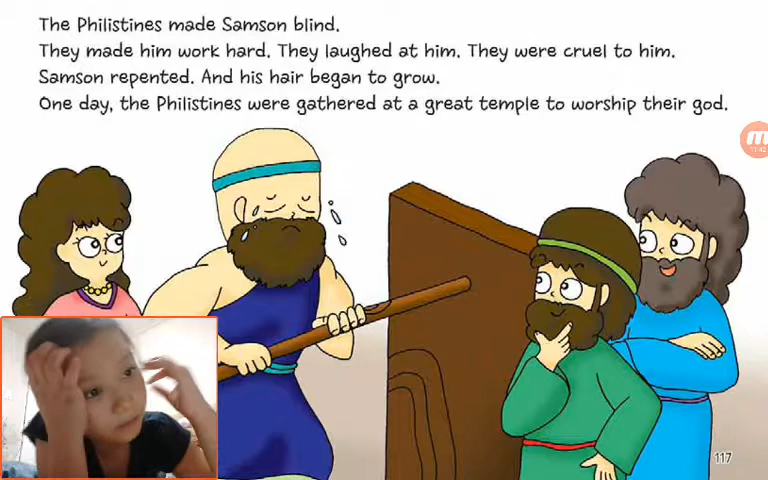 The Philistines made Samson blind.
They made him work hard. They laughed at him. They were cruel to him.
Samson repented. And his hair began to grow.
One day, the Philistines were gathered at a great temple to worship their god.
11:42
117